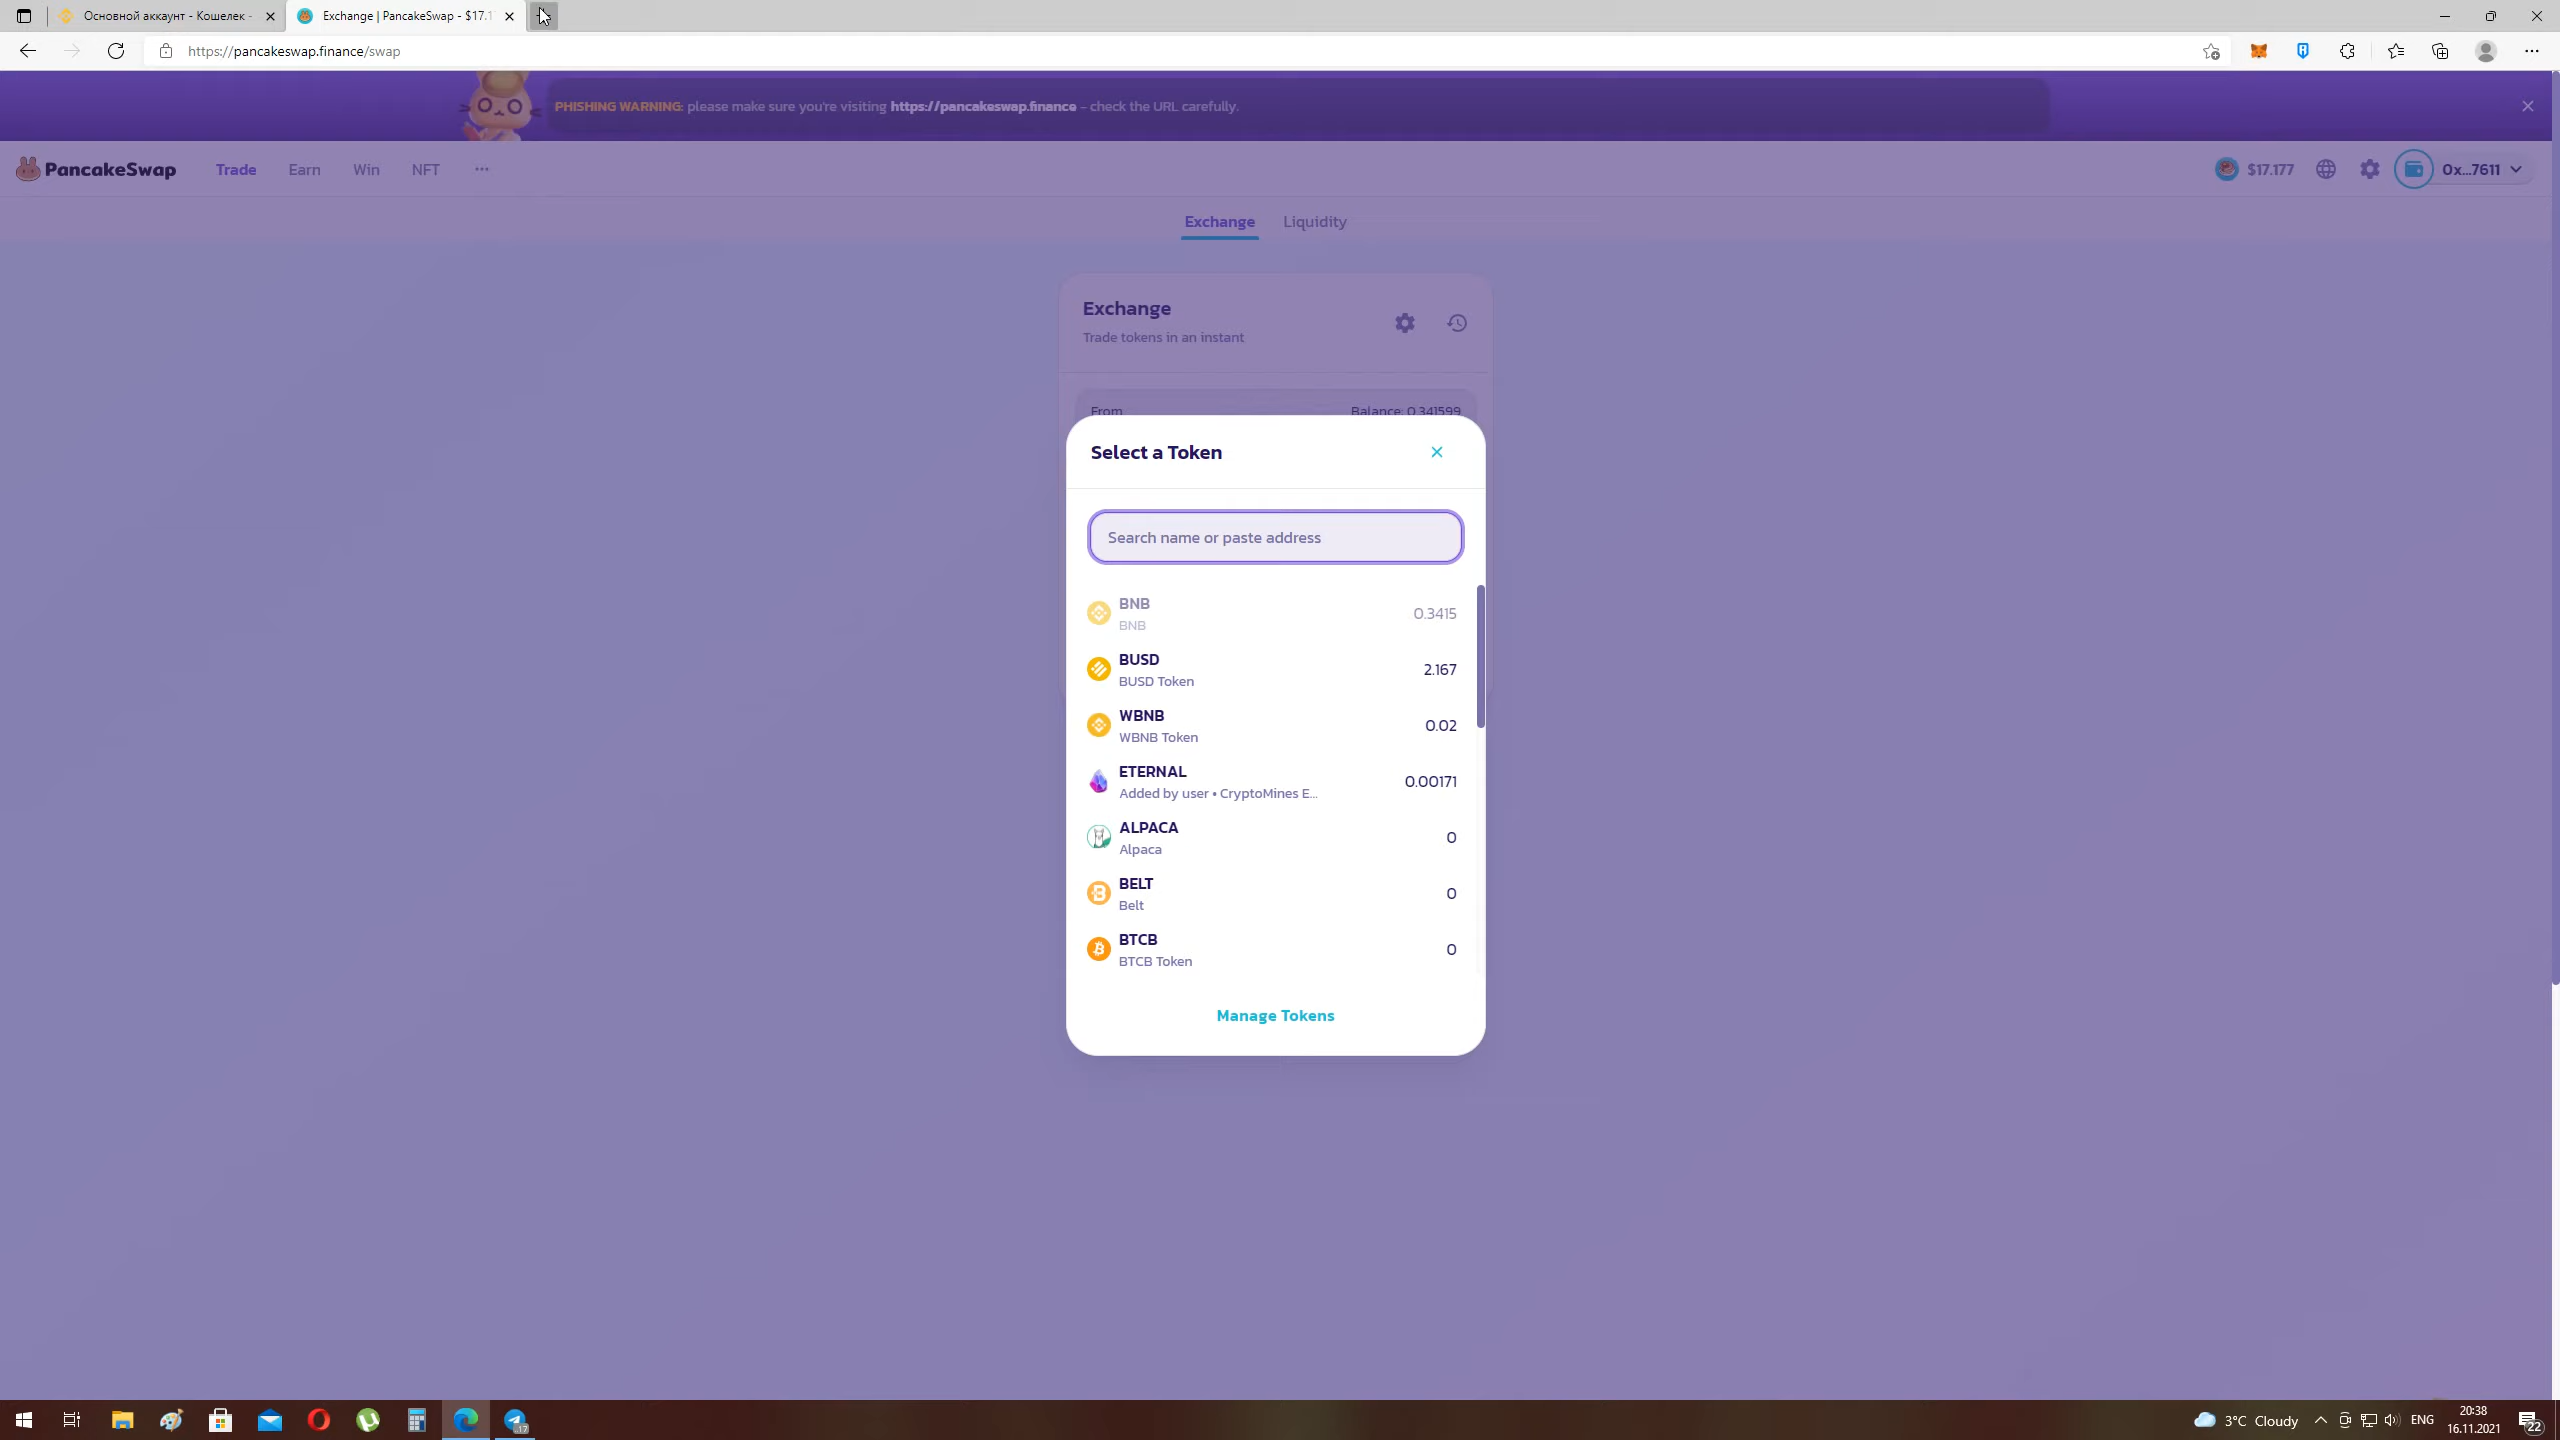 Основной аккаунт - Кошелек -
Exchange | PancakeSwap - $17.1
https://pancakeswap.finance/swap
PHISHING WARNING: please make sure you're visiting https://pancakeswap.finance - check the URL carefully.
PancakeSwap
Trade
Earn
Win
NFT
$17.177
0x...7611
Exchange
Liquidity
Exchange
Trade tokens in an instant
From
Balance: 0.341599
Select a Token
Search name or paste address
BNB
BNB
0.3415
BUSD
BUSD Token
2.167
WBNB
WBNB Token
0.02
ETERNAL
Added by user • CryptoMines E...
0.00171
ALPACA
Alpaca
0
BELT
Belt
0
BTCB
BTCB Token
0
Manage Tokens
17
3°C Cloudy
ENG
20:38
16.11.2021
22